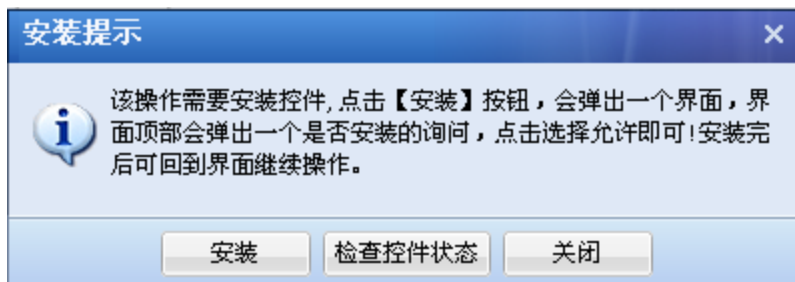 安装提示
该操作需要安装控件,点击【安装】按钮，会弹出一个界面，界
面顶部会弹出一个是否安装的询问，点击选择允许即可!安装完
后可回到界面继续操作。
安装 检查控件状态 关闭